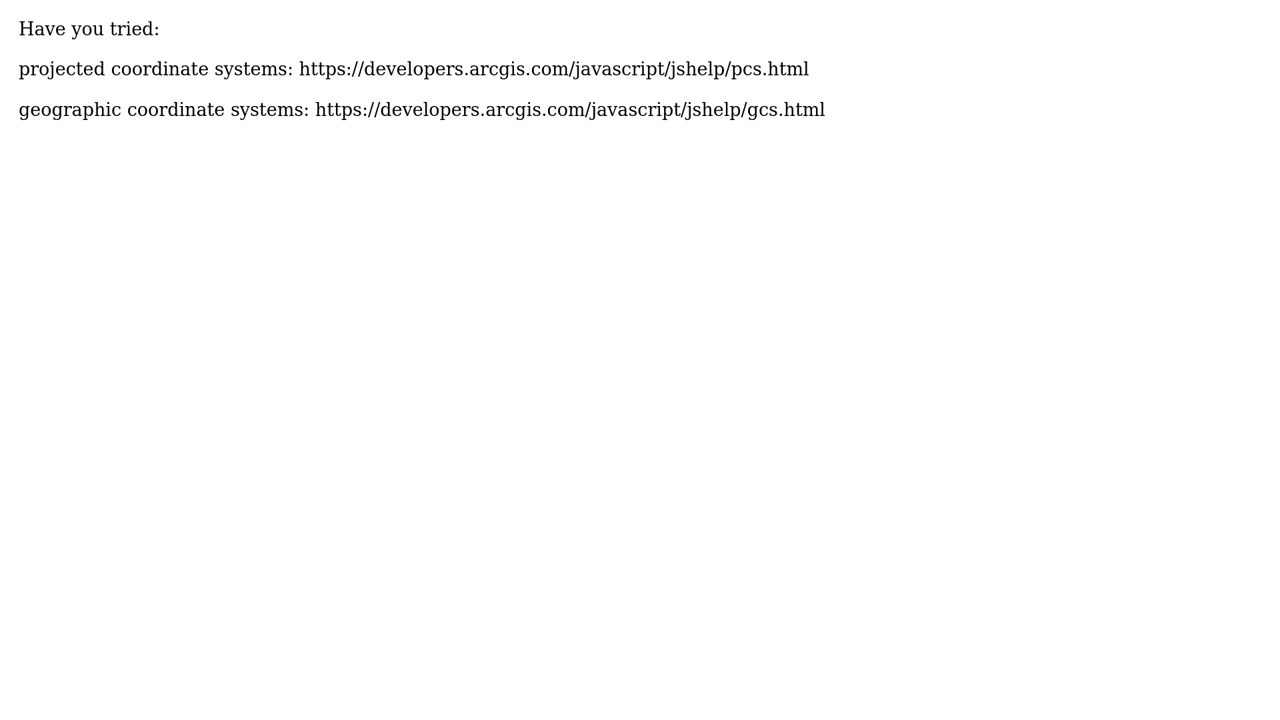 Have you tried:
projected coordinate systems: https://developers.arcgis.com/javascript/jshelp/pcs.html
geographic coordinate systems: https://developers.arcgis.com/javascript/jshelp/gcs.html